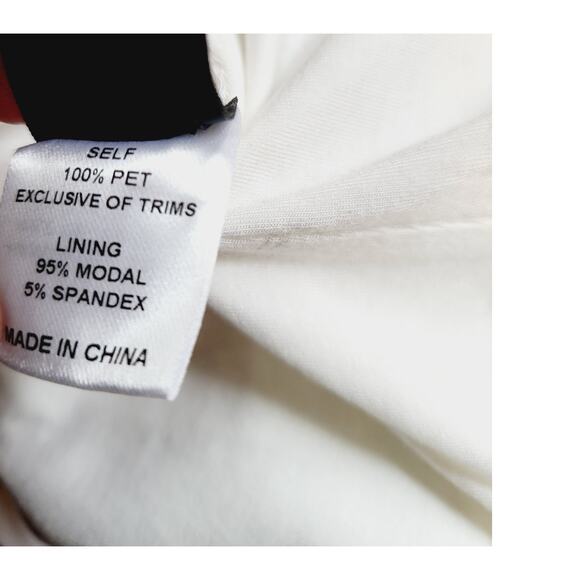 SELF
100% PET
EXCLUSIVE OF TRIMS
LINING
95% MODAL
5% SPANDEX
MADE IN CHINA